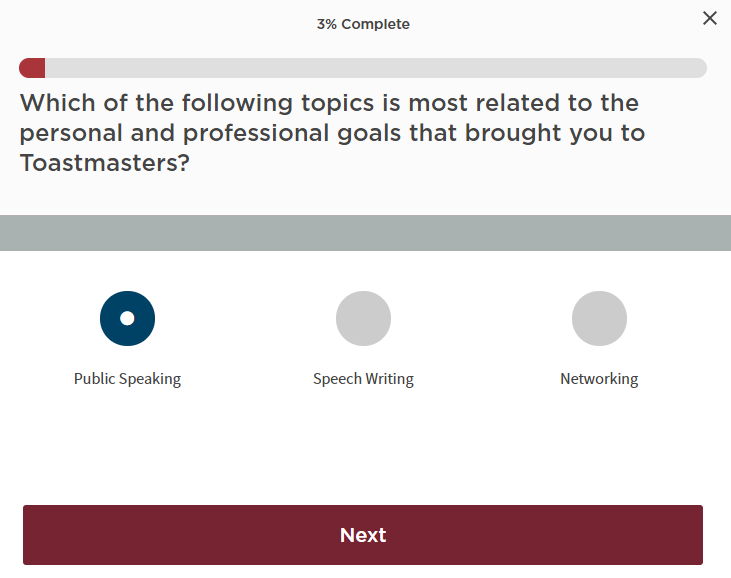 3% Complete
Which of the following topics is most related to the
personal and professional goals that brought you to
Toastmasters?
Public Speaking
Speech Writing
Networking
Next